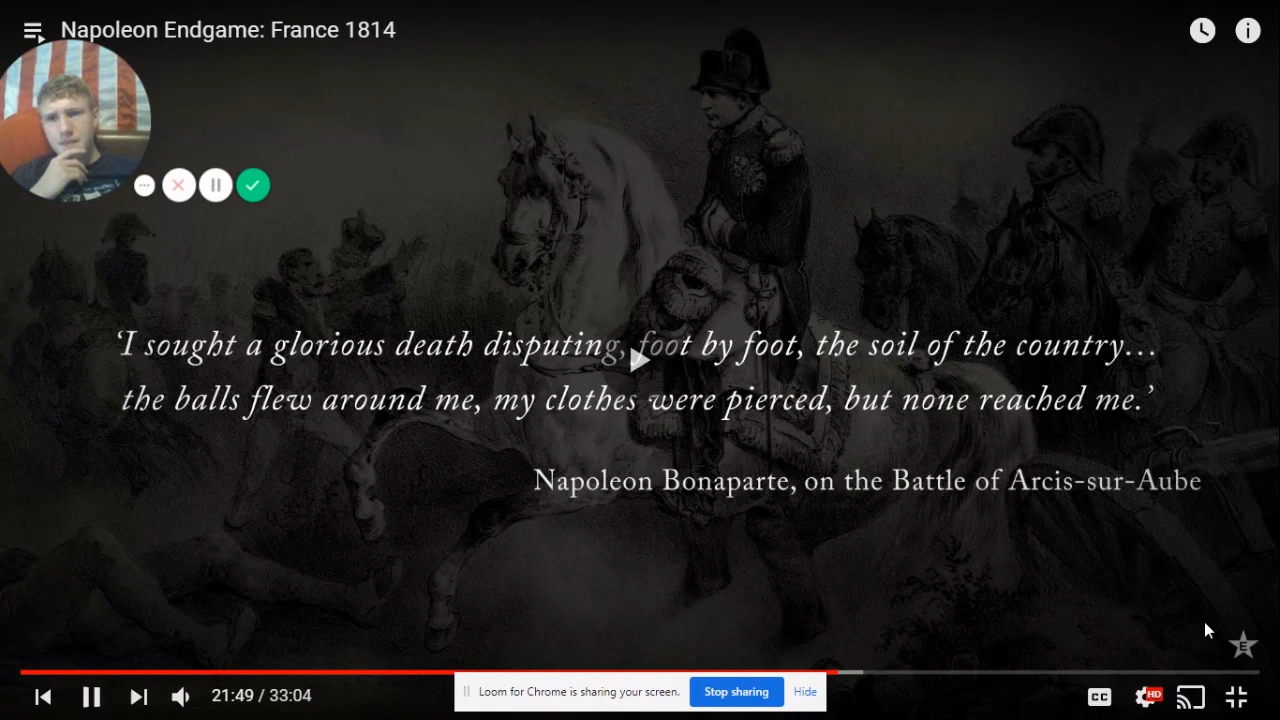 Napoleon Endgame: France 1814
‘I sought a glorious death disputing, foot by foot, the soil of the country...
the balls flew around me, my clothes were pierced, but none reached me.’
Napoleon Bonaparte, on the Battle of Arcis-sur-Aube
E
21:49 / 33:04
Loom for Chrome is sharing your screen.
Stop sharing
Hide
CC
HD